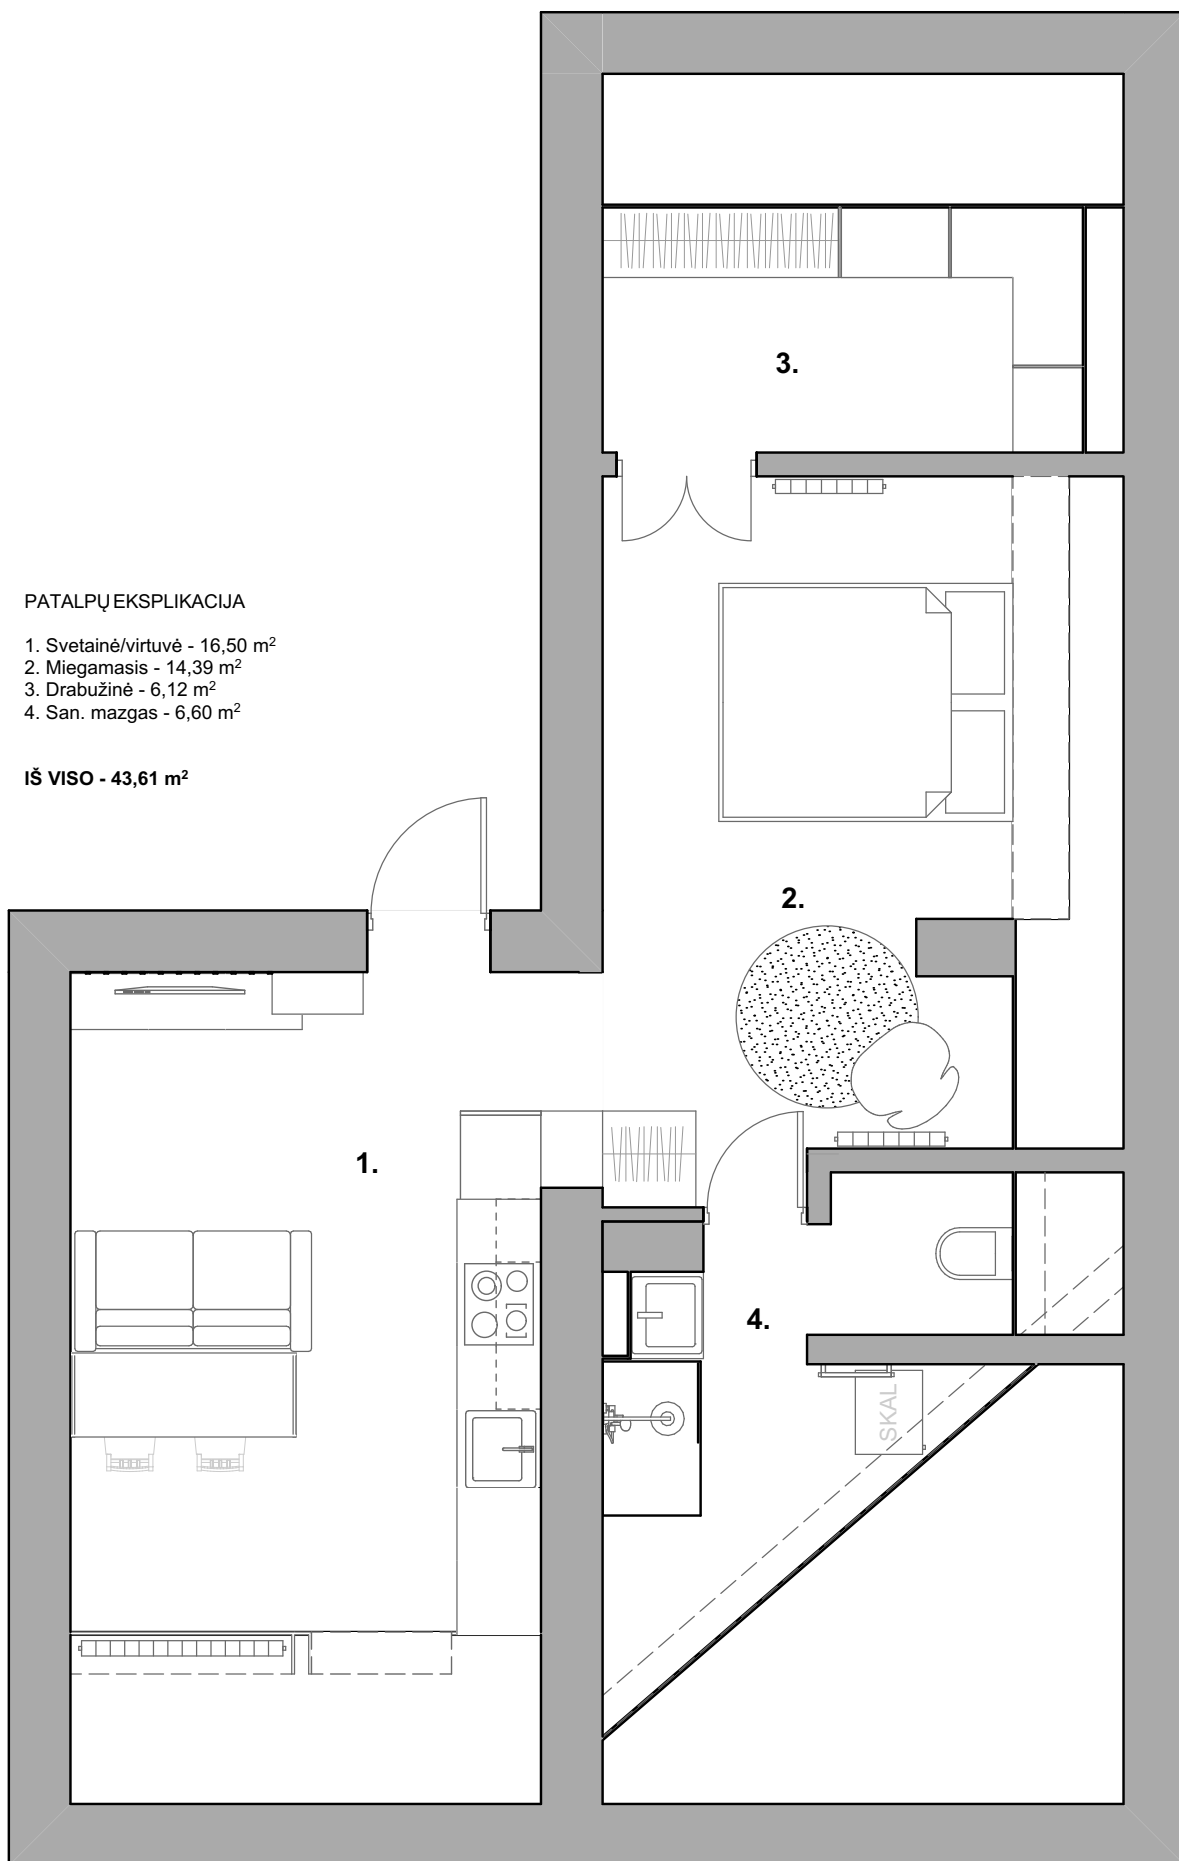 3.
PATALPŲ EKSPLIKACIJA
1. Svetainė/virtuvė - 16,50 m²
2. Miegamasis - 14,39 m²
3. Drabužinė - 6,12 m²
4. San. mazgas - 6,60 m²
IŠ VISO - 43,61 m²
2.
1.
4.
SKAL